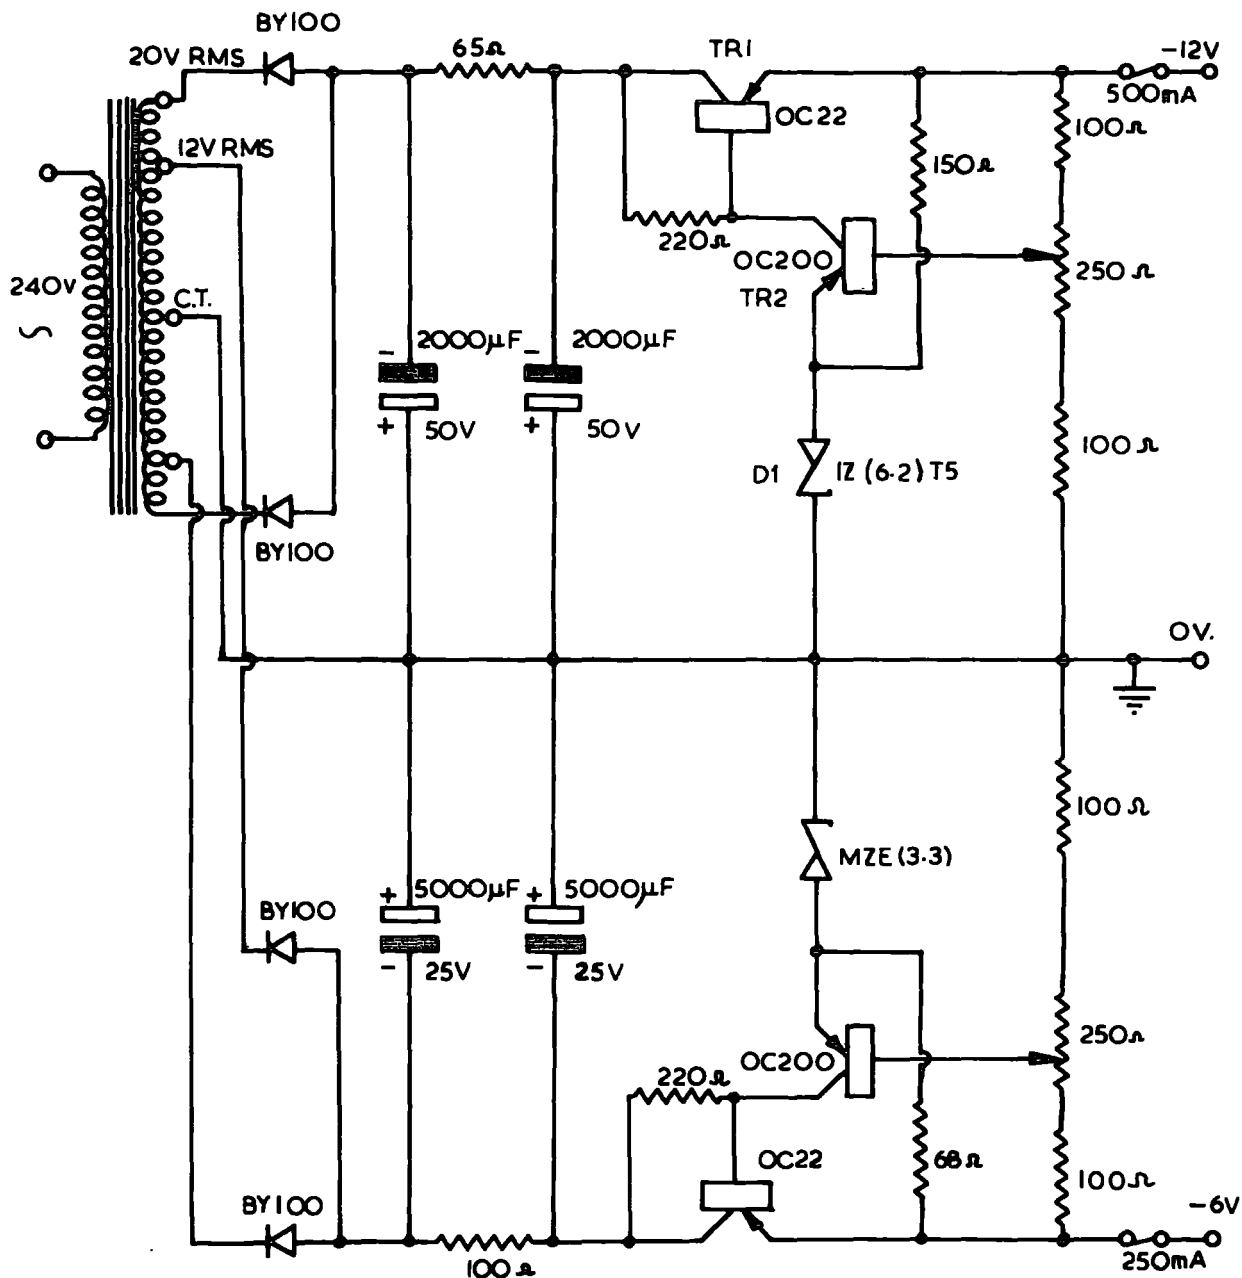 BY100
20V RMS
65Ω
TR1
-12V
OC22
500mA
100Ω
12V RMS
150Ω
220Ω
OC200
TR2
250Ω
240V
C.T.
- 2000μF
- 2000μF
+ 50V
+ 50V
100Ω
D1
IZ (6.2) T5
BY100
0V.
100Ω
MZE (3.3)
+ 5000μF
+ 5000μF
BY100
- 25V
- 25V
250Ω
OC200
220Ω
OC22
68Ω
100Ω
BY100
-6V
100Ω
250mA